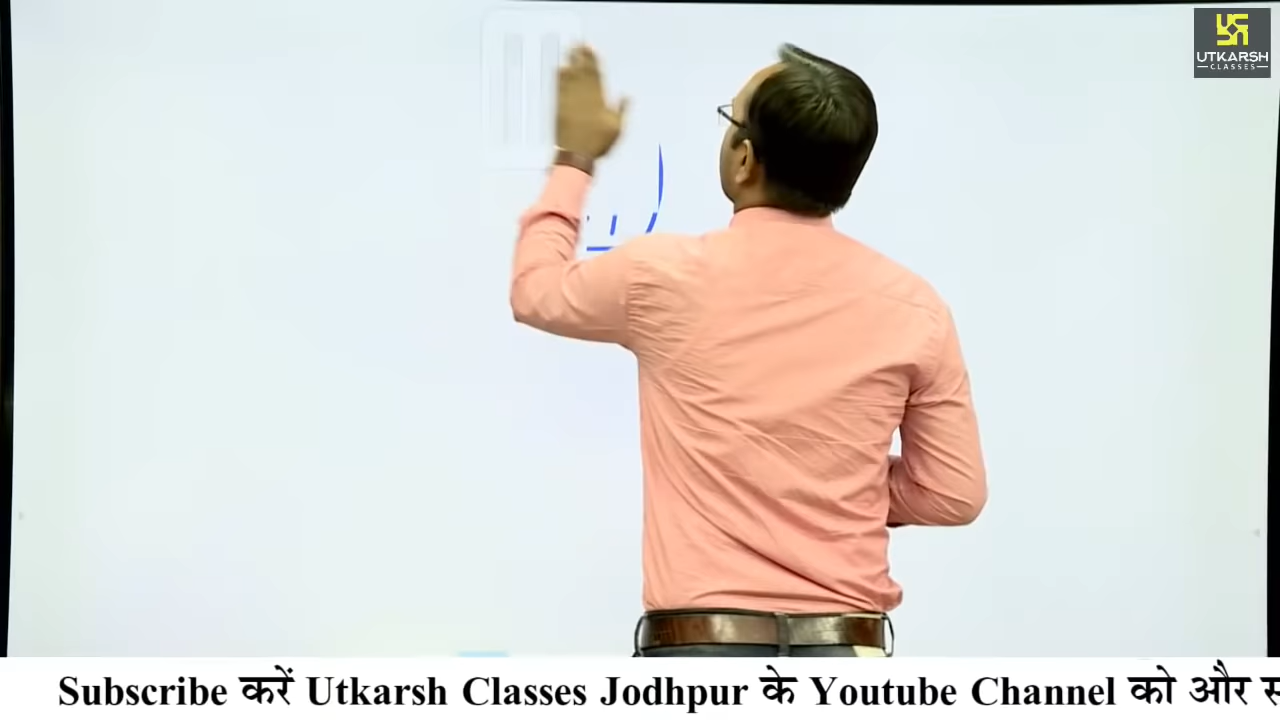 UTKARSH
CLASSES
Subscribe करें Utkarsh Classes Jodhpur के Youtube Channel को और